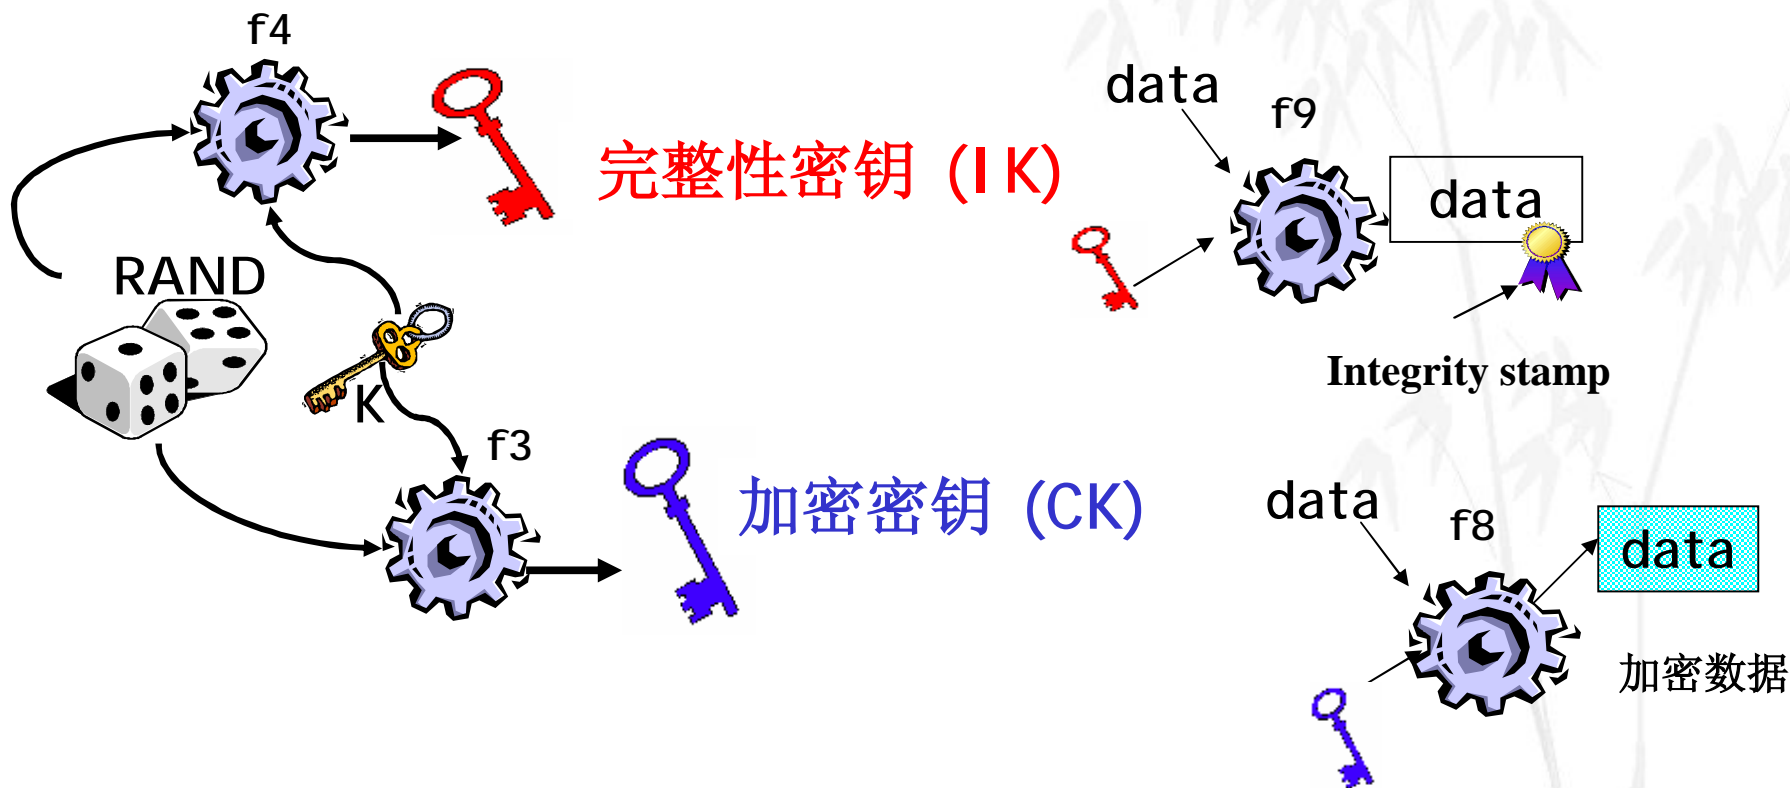 f4
完整性密钥 (IK)
RAND
K
f3
加密密钥 (CK)
data
f9
data
Integrity stamp
data
f8
data
加密数据